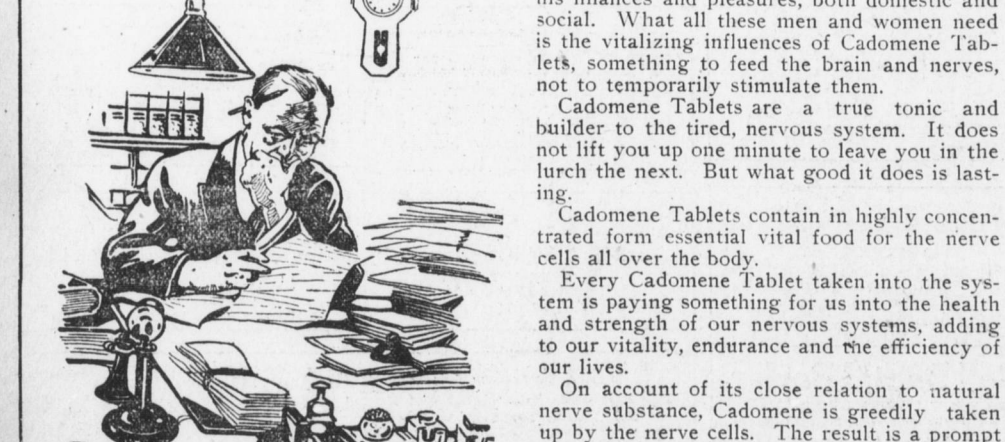 his finances and pleasures, both domestic and
social. What all these men and women need
is the vitalizing influences of Cadomene Tab-
lets, something to feed the brain and nerves,
not to temporarily stimulate them.
Cadomene Tablets are a true tonic and
builder to the tired, nervous system. It does
not lift you up one minute to leave you in the
lurch the next. But what good it does is last-
ing.
Cadomene Tablets contain in highly concen-
trated form essential vital food for the nerve
cells all over the body.
Every Cadomene Tablet taken into the sys-
tem is paying something for us into the health
and strength of our nervous systems, adding
to our vitality, endurance and the efficiency of
our lives.
On account of its close relation to natural
nerve substance, Cadomene is greedily taken
up by the nerve cells. The result is a prompt